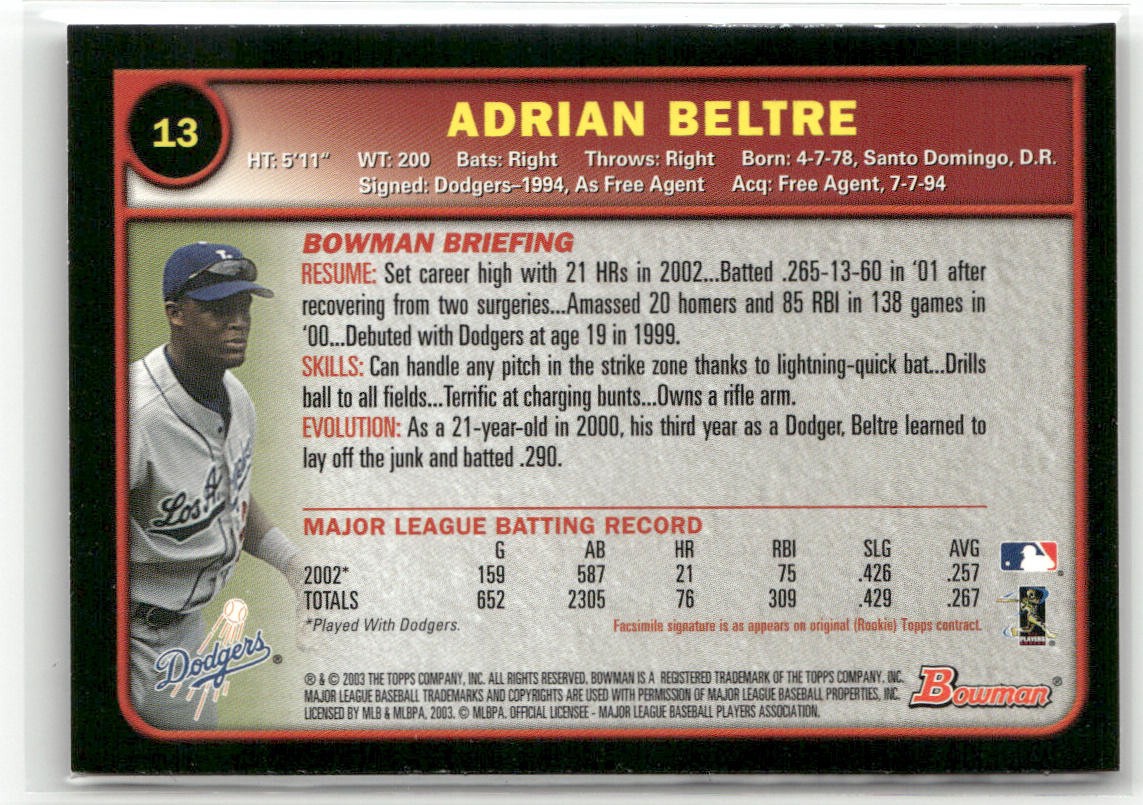 13
ADRIAN BELTRE
HT: 5'11" WT: 200 Bats: Right Throws: Right Born: 4-7-78, Santo Domingo, D.R.
Signed: Dodgers–1994, As Free Agent Acq: Free Agent, 7-7-94
BOWMAN BRIEFING
RESUME: Set career high with 21 HRs in 2002...Batted .265-13-60 in '01 after
recovering from two surgeries...Amassed 20 homers and 85 RBI in 138 games in
'00...Debuted with Dodgers at age 19 in 1999.
SKILLS: Can handle any pitch in the strike zone thanks to lightning-quick bat...Drills
ball to all fields...Terrific at charging bunts...Owns a rifle arm.
EVOLUTION: As a 21-year-old in 2000, his third year as a Dodger, Beltre learned to
lay off the junk and batted .290.
Los Angeles
MAJOR LEAGUE BATTING RECORD
G AB HR RBI SLG AVG
2002* 159 587 21 75 .426 .257
TOTALS 652 2305 76 309 .429 .267
*Played With Dodgers. Facsimile signature is as appears on original (Rookie) Topps contract.
PLAYERS
Dodgers®
® & © 2003 THE TOPPS COMPANY, INC. ALL RIGHTS RESERVED. BOWMAN IS A REGISTERED TRADEMARK OF THE TOPPS COMPANY, INC.
MAJOR LEAGUE BASEBALL TRADEMARKS AND COPYRIGHTS ARE USED WITH PERMISSION OF MAJOR LEAGUE BASEBALL PROPERTIES, INC.
LICENSED BY MLB & MLBPA, 2003. © MLBPA. OFFICIAL LICENSEE - MAJOR LEAGUE BASEBALL PLAYERS ASSOCIATION.
Bowman®